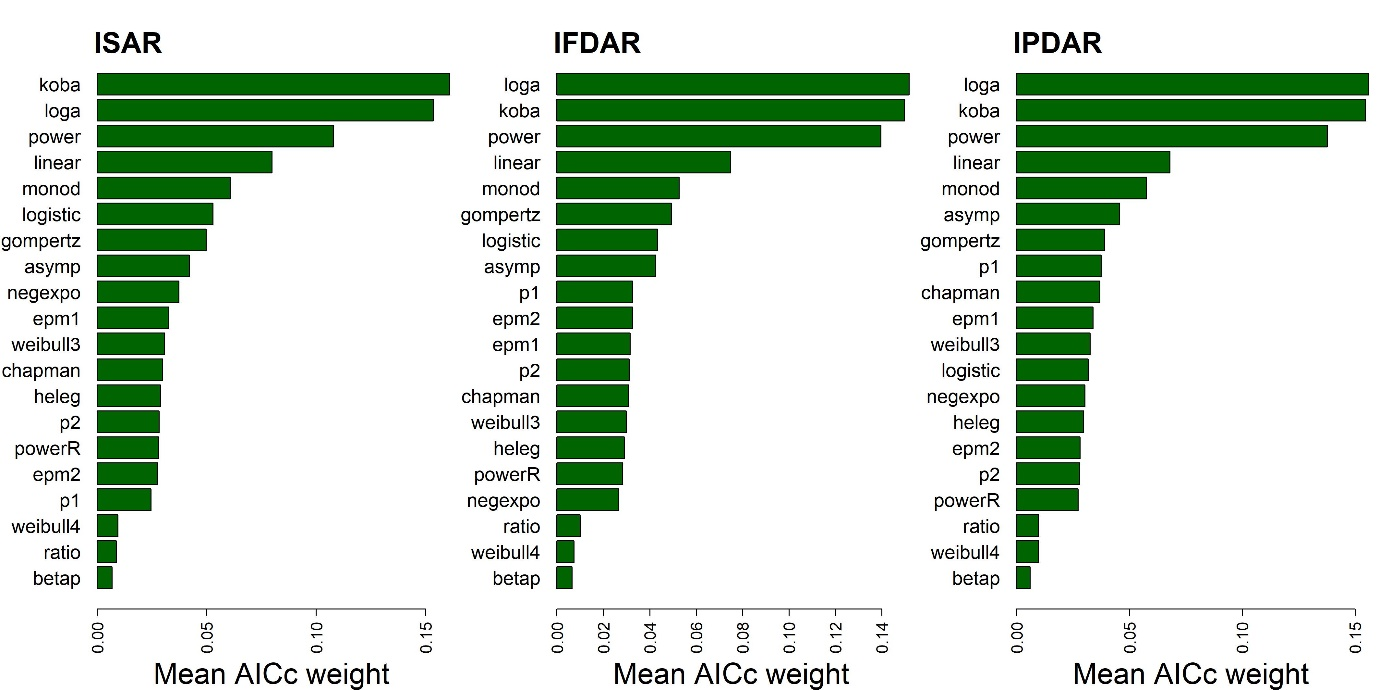 ISAR
koba
loga
power
linear
monod
logistic
gompertz
asymp
negexpo
epm1
weibull3
chapman
heleg
p2
powerR
epm2
p1
weibull4
ratio
betap
0.00 0.05 0.10 0.15
Mean AICc weight
IFDAR
loga
koba
power
linear
monod
gompertz
logistic
asymp
p1
epm2
epm1
p2
chapman
weibull3
heleg
powerR
negexpo
ratio
weibull4
betap
0.00 0.02 0.04 0.06 0.08 0.10 0.12 0.14
Mean AICc weight
IPDAR
loga
koba
power
linear
monod
asymp
gompertz
p1
chapman
epm1
weibull3
logistic
negexpo
heleg
epm2
p2
powerR
ratio
weibull4
betap
0.00 0.05 0.10 0.15
Mean AICc weight